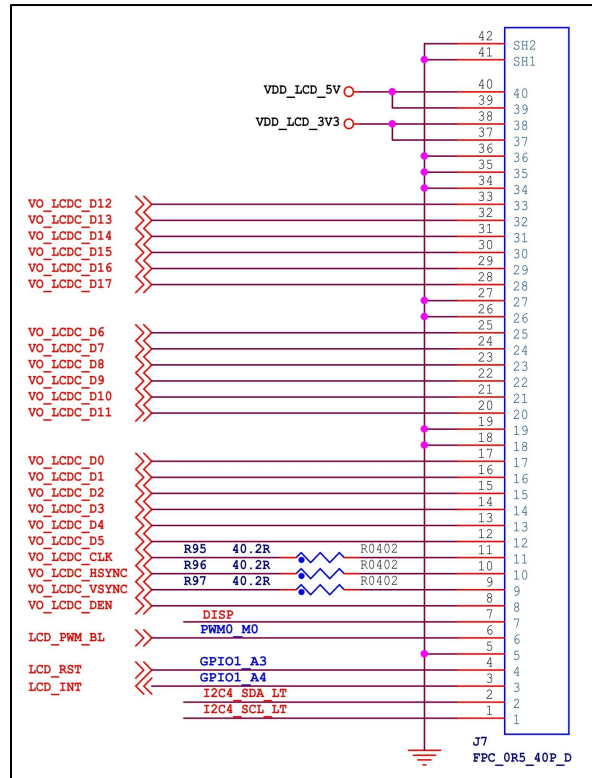 42 SH2
41 SH1
VDD_LCD_5V 40 40
39 39
VDD_LCD_3V3 38 38
37 37
36 36
35 35
34 34
VO_LCDC_D12 33 33
VO_LCDC_D13 32 32
VO_LCDC_D14 31 31
VO_LCDC_D15 30 30
VO_LCDC_D16 29 29
VO_LCDC_D17 28 28
27 27
26 26
VO_LCDC_D6 25 25
VO_LCDC_D7 24 24
VO_LCDC_D8 23 23
VO_LCDC_D9 22 22
VO_LCDC_D10 21 21
VO_LCDC_D11 20 20
19 19
18 18
VO_LCDC_D0 17 17
VO_LCDC_D1 16 16
VO_LCDC_D2 15 15
VO_LCDC_D3 14 14
VO_LCDC_D4 13 13
VO_LCDC_D5 12 12
VO_LCDC_CLK R95 40.2R R0402 11 11
VO_LCDC_HSYNC R96 40.2R R0402 10 10
VO_LCDC_VSYNC R97 40.2R R0402 9 9
VO_LCDC_DEN 8 8
DISP 7 7
LCD_PWM_BL PWM0_M0 6 6
5 5
LCD_RST GPIO1_A3 4 4
LCD_INT GPIO1_A4 3 3
I2C4_SDA_LT 2 2
I2C4_SCL_LT 1 1
J7
FPC_0R5_40P_D